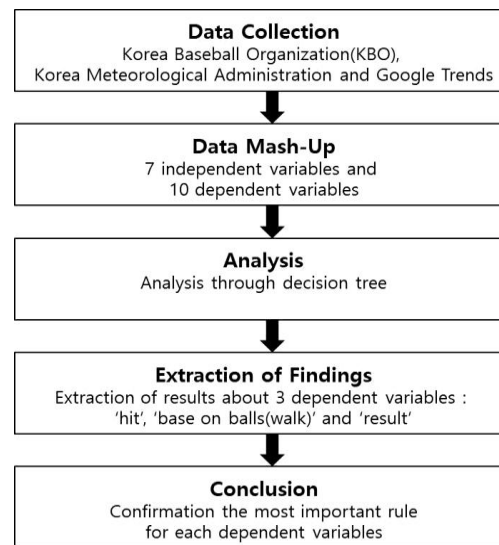 Data Collection
Korea Baseball Organization(KBO),
Korea Meteorological Administration and Google Trends
Data Mash-Up
7 independent variables and
10 dependent variables
Analysis
Analysis through decision tree
Extraction of Findings
Extraction of results about 3 dependent variables :
‘hit’, ‘base on balls(walk)’ and ‘result’
Conclusion
Confirmation the most important rule
for each dependent variables